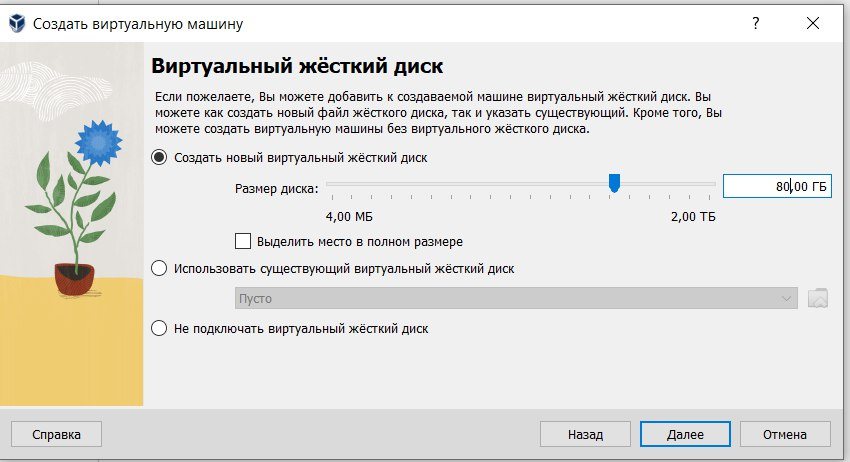 Создать виртуальную машину
?
Виртуальный жёсткий диск
Если пожелаете, Вы можете добавить к создаваемой машине виртуальный жёсткий диск. Вы
можете как создать новый файл жёсткого диска, так и указать существующий. Кроме того, Вы
можете создать виртуальную машины без виртуального жёсткого диска.
Создать новый виртуальный жёсткий диск
Размер диска:
80,00 ГБ
4,00 МБ
2,00 ТБ
Выделить место в полном размере
Использовать существующий виртуальный жёсткий диск
Пусто
Не подключать виртуальный жёсткий диск
Справка
Назад
Далее
Отмена